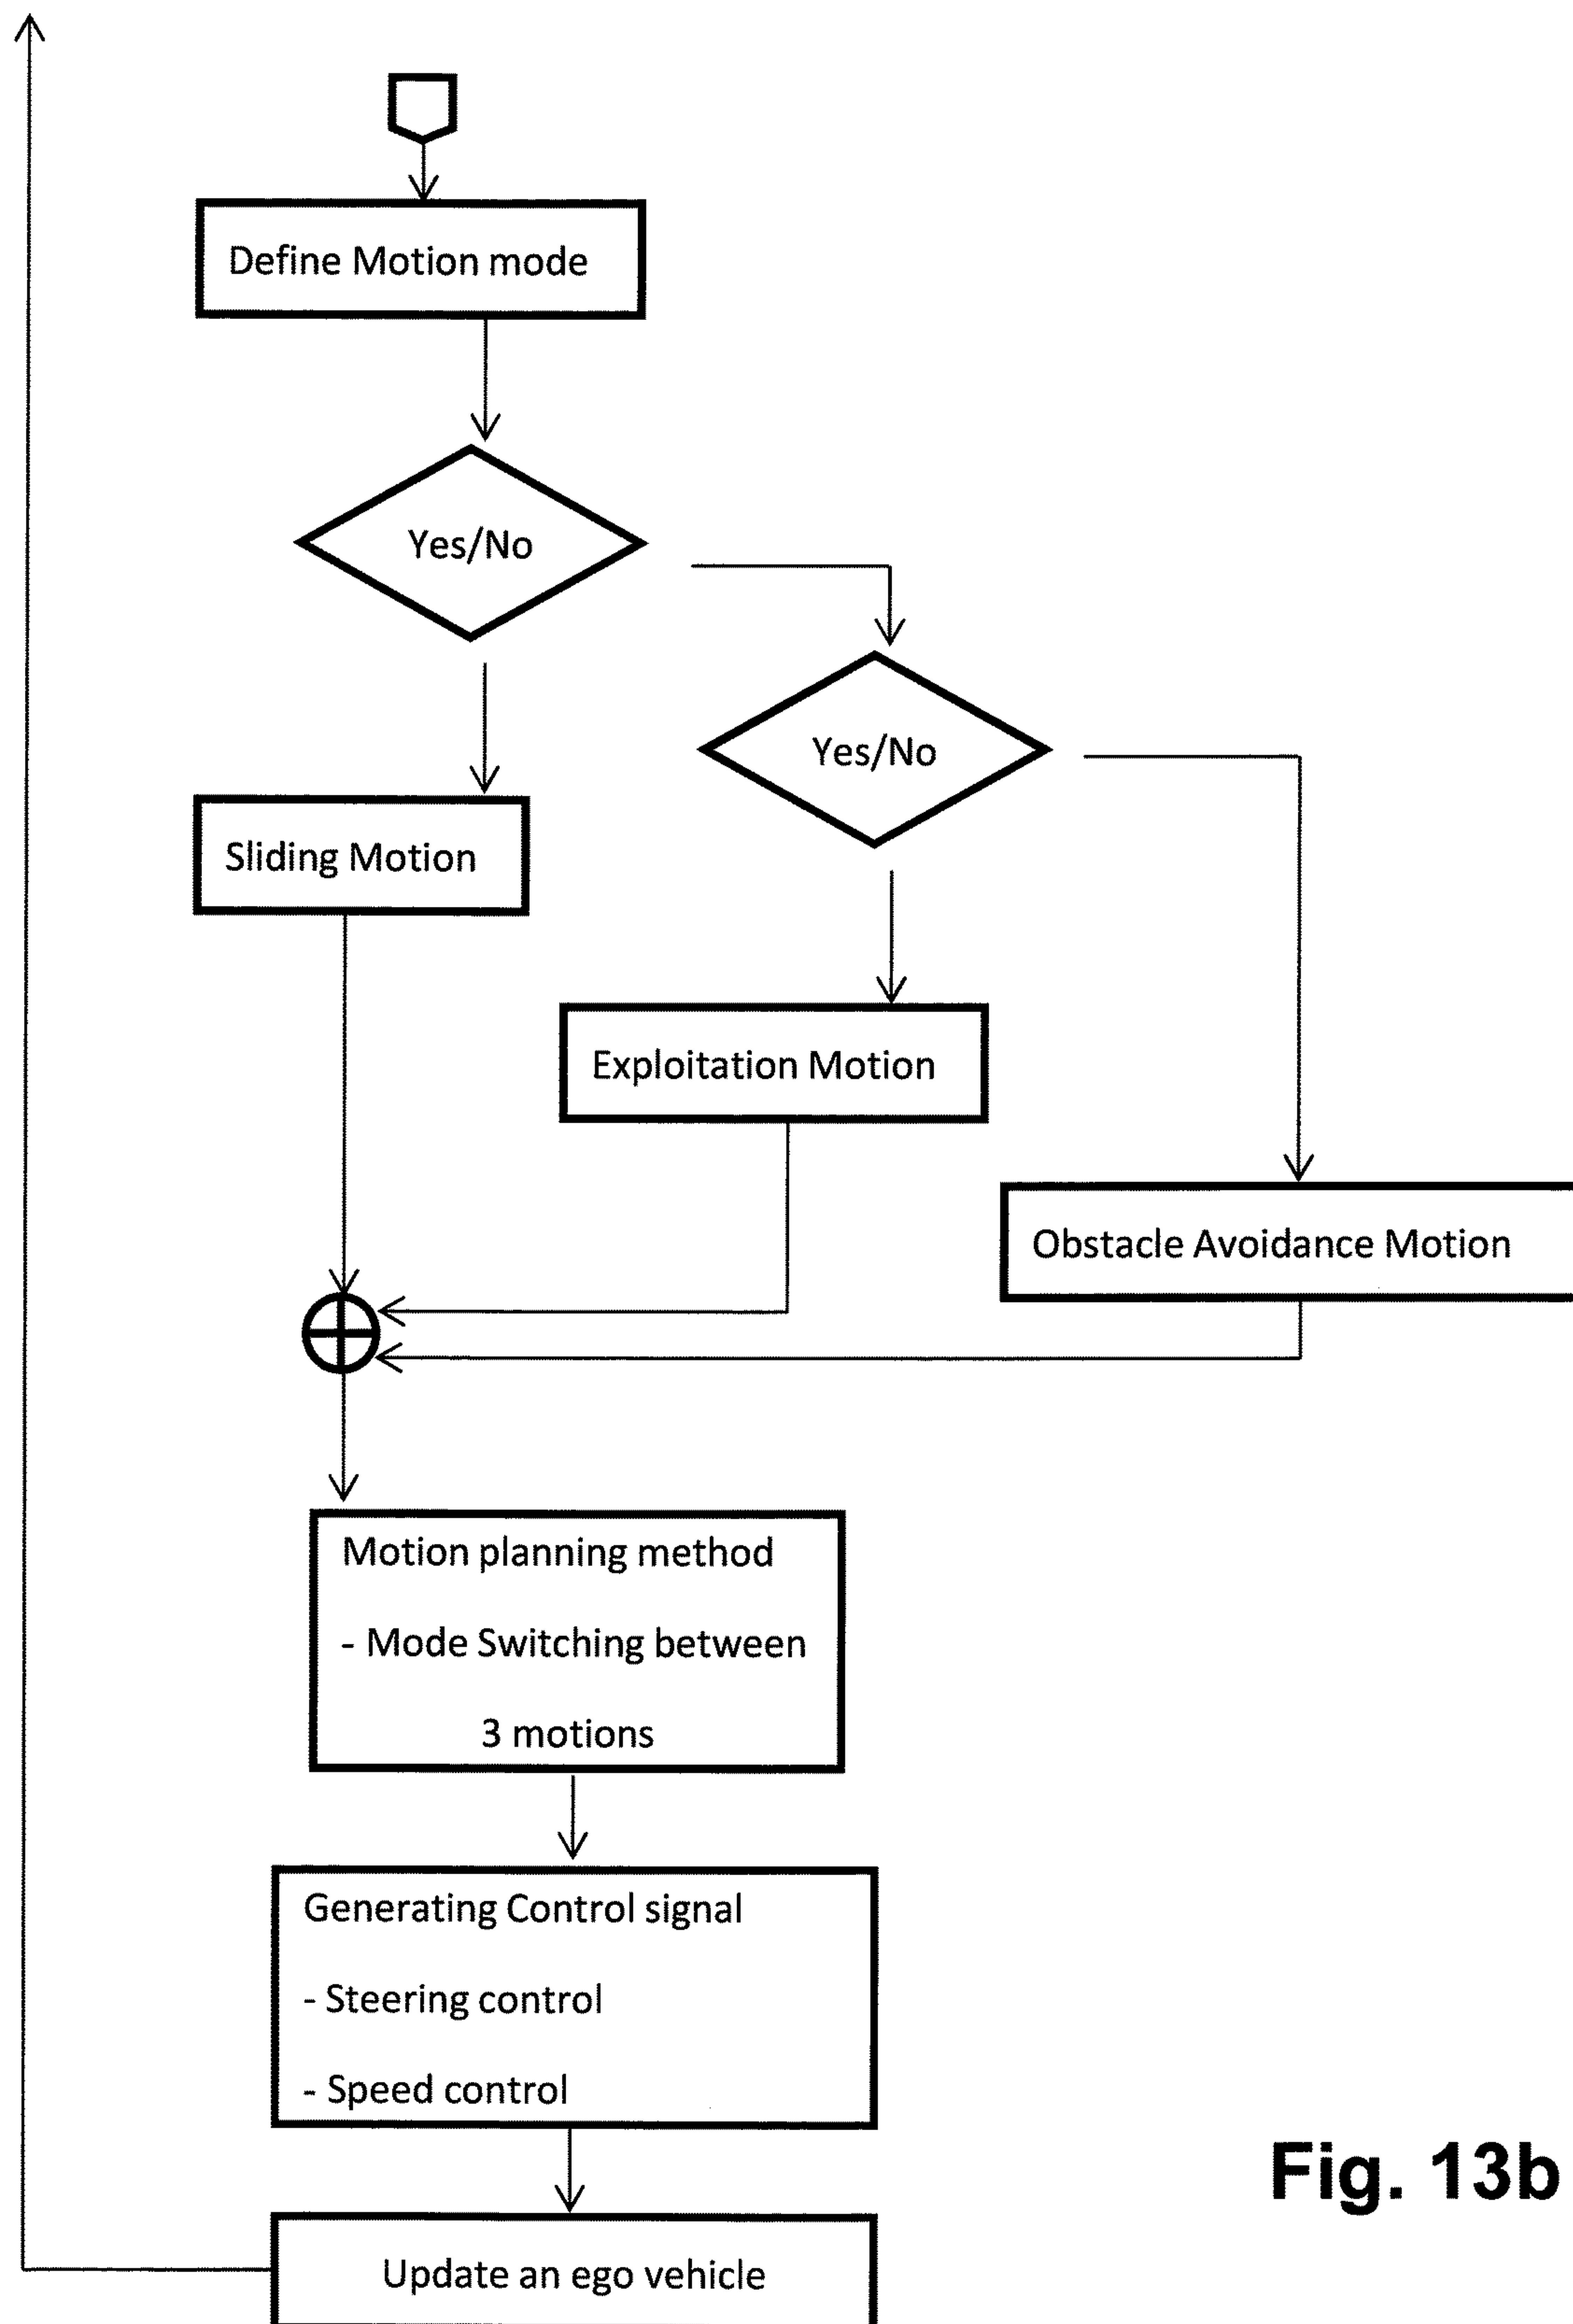 Define Motion mode
Yes/No
Yes/No
Sliding Motion
Exploitation Motion
Obstacle Avoidance Motion
Motion planning method
- Mode Switching between
3 motions
Generating Control signal
- Steering control
- Speed control
Update an ego vehicle
Fig. 13b